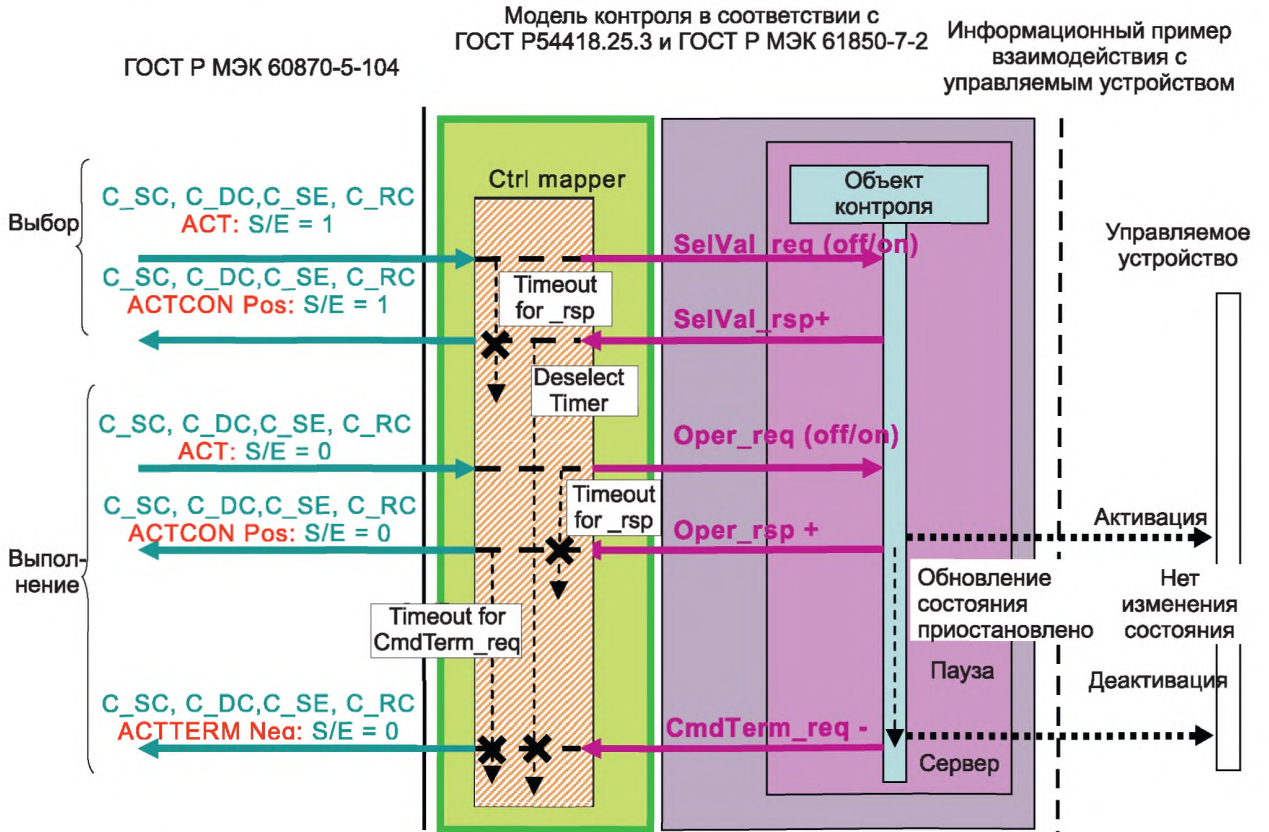 Модель контроля в соответствии с
ГОСТ Р54418.25.3 и ГОСТ Р МЭК 61850-7-2
Информационный пример
взаимодействия с
управляемым устройством
ГОСТ Р МЭК 60870-5-104
Ctrl mapper
Объект
контроля
Управляемое
устройство
Выбор
C_SC, C_DC,C_SE, C_RC
ACT: S/E = 1
SelVal_req (off/on)
Timeout
for _rsp
C_SC, C_DC,C_SE, C_RC
ACTCON Pos: S/E = 1
SelVal_rsp+
Deselect
Timer
Выпол-
нение
C_SC, C_DC,C_SE, C_RC
ACT: S/E = 0
Oper_req (off/on)
Timeout
for _rsp
C_SC, C_DC,C_SE, C_RC
ACTCON Pos: S/E = 0
Oper_rsp +
Активация
Timeout for
CmdTerm_req
Обновление
состояния
приостановлено
Нет
изменения
состояния
Пауза
Деактивация
C_SC, C_DC,C_SE, C_RC
ACTTERM Neg: S/E = 0
CmdTerm_req -
Сервер